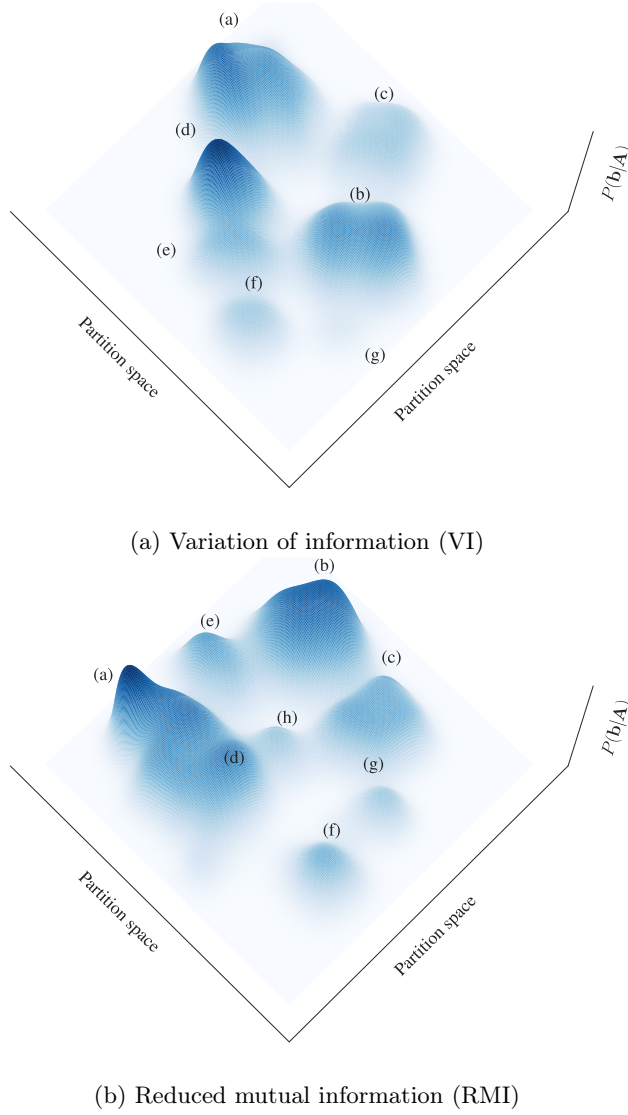 (a)
(c)
(d)
P(b|A)
(b)
(e)
(f)
Partition space
(g)
Partition space
(a) Variation of information (VI)
(b)
(e)
(c)
(a)
(h)
P(b|A)
(d)
(g)
(f)
Partition space
Partition space
(b) Reduced mutual information (RMI)